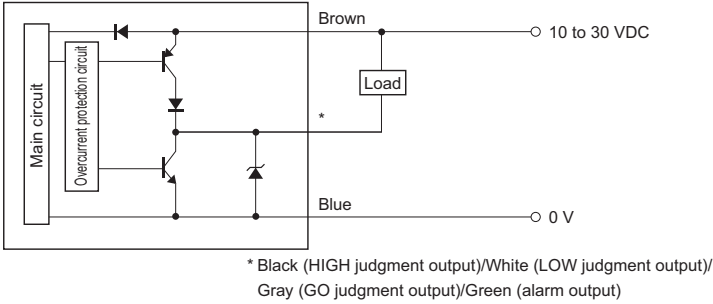 Brown
10 to 30 VDC
Main circuit
Overcurrent protection circuit
Load
*
Blue
0 V
* Black (HIGH judgment output)/White (LOW judgment output)/
Gray (GO judgment output)/Green (alarm output)